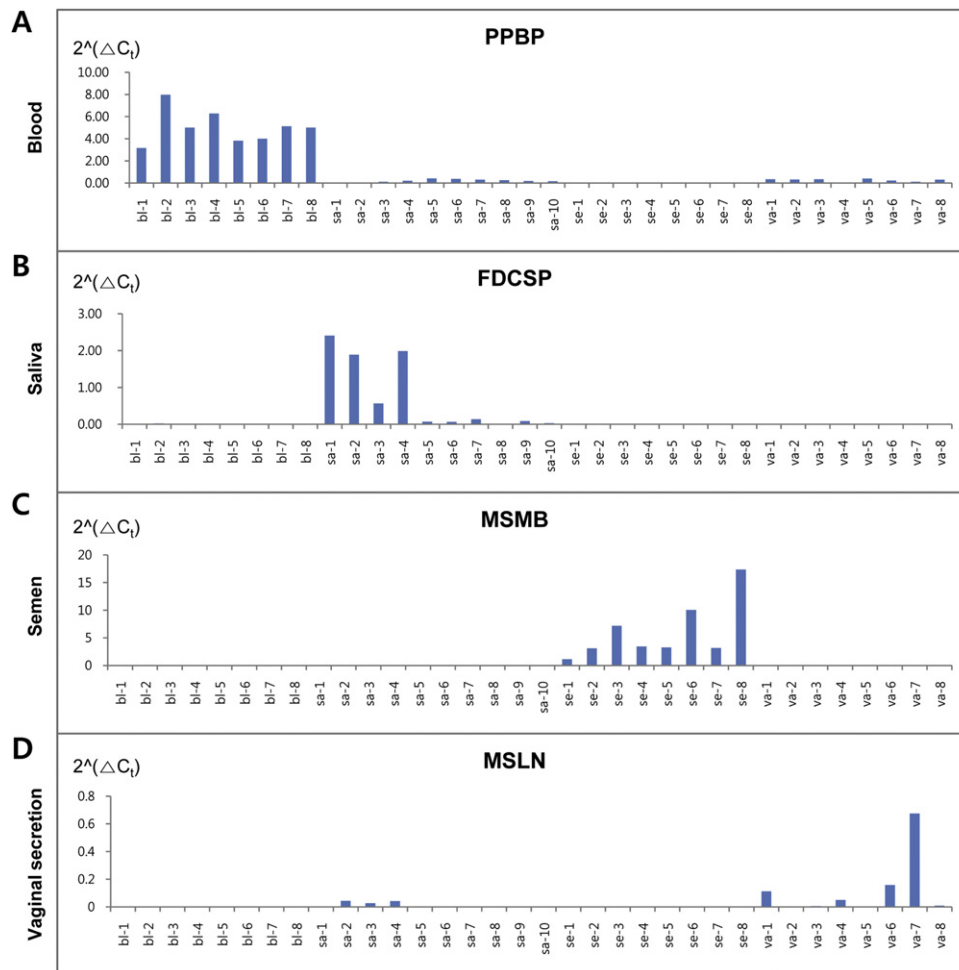 A
PPBP
2^(△Ct)
Blood
10.00
8.00
6.00
4.00
2.00
0.00
bl-1 bl-2 bl-3 bl-4 bl-5 bl-6 bl-7 bl-8 sa-1 sa-2 sa-3 sa-4 sa-5 sa-6 sa-7 sa-8 sa-9 sa-10 se-1 se-2 se-3 se-4 se-5 se-6 se-7 se-8 va-1 va-2 va-3 va-4 va-5 va-6 va-7 va-8
B
FDCSP
2^(△Ct)
Saliva
3.00
2.00
1.00
0.00
bl-1 bl-2 bl-3 bl-4 bl-5 bl-6 bl-7 bl-8 sa-1 sa-2 sa-3 sa-4 sa-5 sa-6 sa-7 sa-8 sa-9 sa-10 se-1 se-2 se-3 se-4 se-5 se-6 se-7 se-8 va-1 va-2 va-3 va-4 va-5 va-6 va-7 va-8
C
MSMB
2^(△Ct)
Semen
20
15
10
5
0
bl-1 bl-2 bl-3 bl-4 bl-5 bl-6 bl-7 bl-8 sa-1 sa-2 sa-3 sa-4 sa-5 sa-6 sa-7 sa-8 sa-9 sa-10 se-1 se-2 se-3 se-4 se-5 se-6 se-7 se-8 va-1 va-2 va-3 va-4 va-5 va-6 va-7 va-8
D
MSLN
2^(△Ct)
Vaginal secretion
0.8
0.6
0.4
0.2
0
bl-1 bl-2 bl-3 bl-4 bl-5 bl-6 bl-7 bl-8 sa-1 sa-2 sa-3 sa-4 sa-5 sa-6 sa-7 sa-8 sa-9 sa-10 se-1 se-2 se-3 se-4 se-5 se-6 se-7 se-8 va-1 va-2 va-3 va-4 va-5 va-6 va-7 va-8